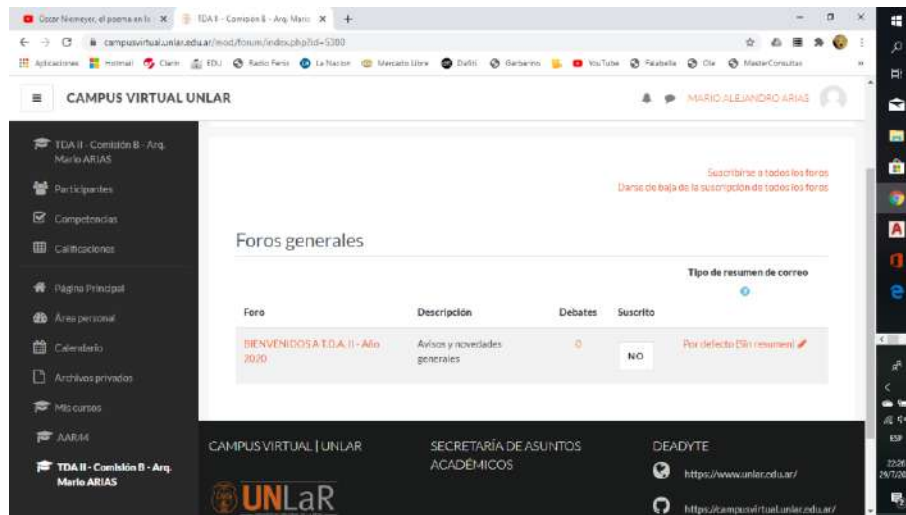 Oscar Niemeyer, el poema en la
TDA II - Comisión B - Arq. Mario
campusvirtual.unlar.edu.ar/mod/forum/index.php?id=5300
Aplicaciones
Hotmail
Clarin
EDU
Radio Fenix
La Nacion
Mercado Libre
Dafiti
Garbarino
YouTube
Falabella
Ole
MasterConsultas
CAMPUS VIRTUAL UNLAR
MARIO ALEJANDRO ARIAS
TDA II - Comisión B - Arq.
Mario ARIAS
Participantes
Competencias
Calificaciones
Página Principal
Área personal
Calendario
Archivos privados
Mis cursos
AAR44
TDA II - Comisión B - Arq.
Mario ARIAS
Suscribirse a todos los foros
Darse de baja de la suscripción de todos los foros
Foros generales
Tipo de resumen de correo
Foro Descripción Debates Suscrito
BIENVENIDOS A T.D.A. II - Año
2020
Avisos y novedades
generales
0
NO
Por defecto (Sin resumen)
CAMPUS VIRTUAL | UNLAR
UNLaR
SECRETARÍA DE ASUNTOS
ACADÉMICOS
DEADYTE
https://www.unlar.edu.ar/
https://campusvirtual.unlar.edu.ar/
ESP
22:26
29/7/20